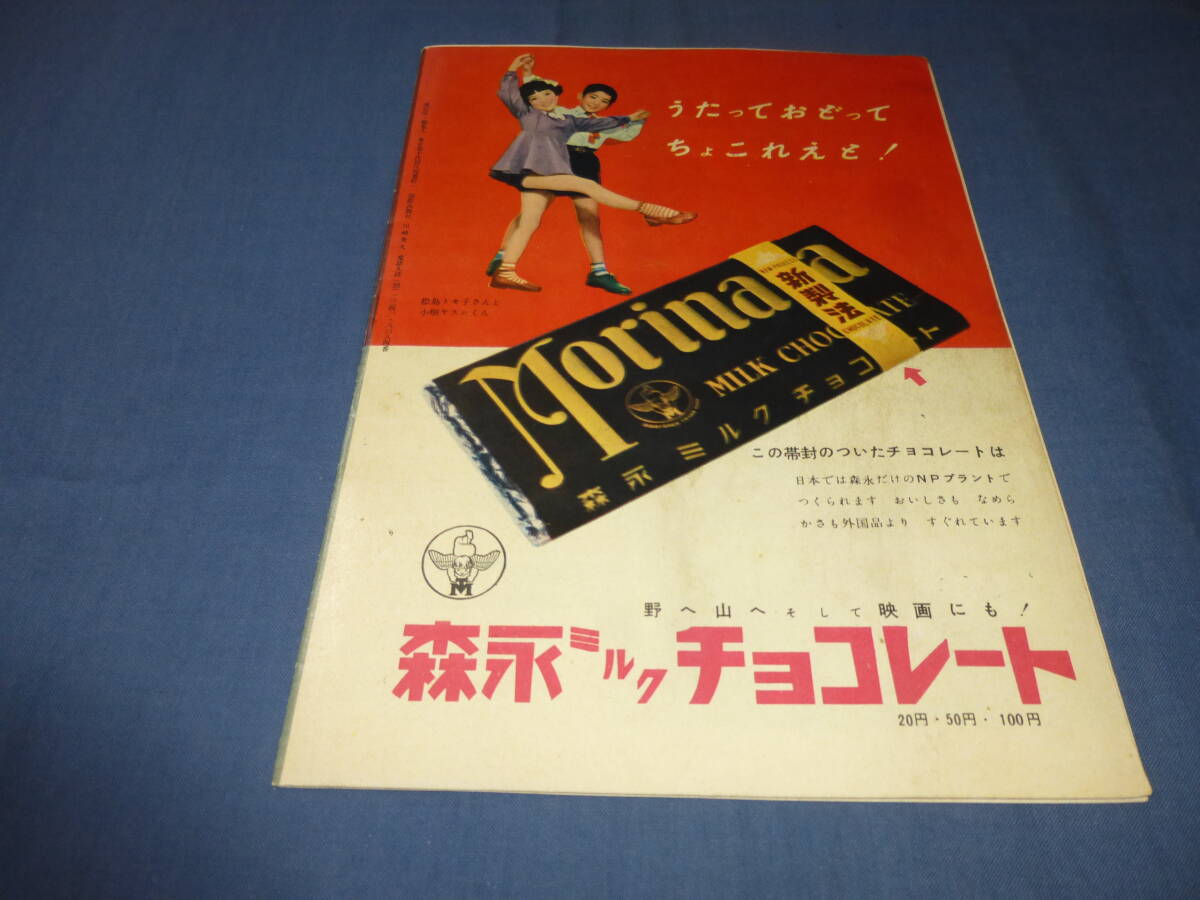 うたっておどって
ちょこれえと!
松島トモ子さんと
小畑ヤスシくん
Morinaga
MILK CHOCOLATE
森永ミルクチョコレート
新製法
CHOCOLATE
この帯封のついたチョコレートは
日本では森永だけのNPプラントで
つくられます おいしさも なめら
かさも外国品より すぐれています
M
野へ山へそして映画にも!
森永ミルクチョコレート
20円・50円・100円